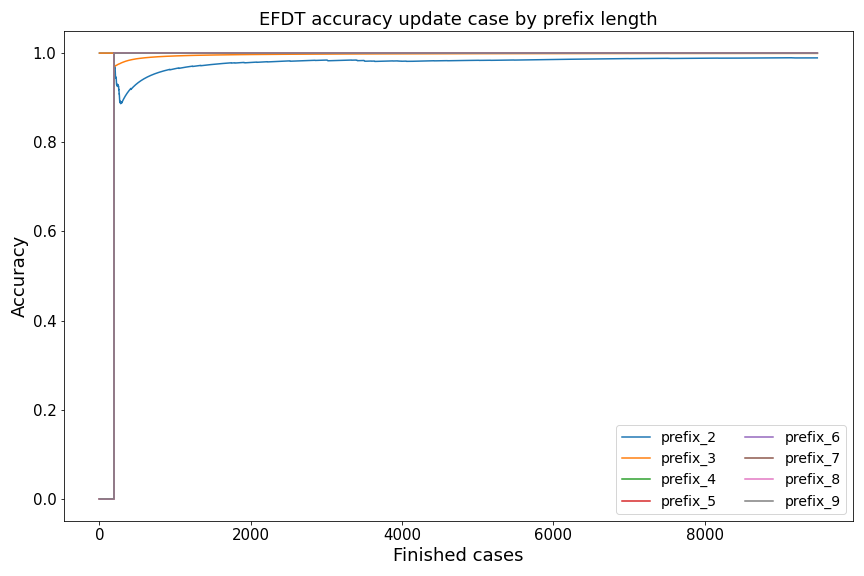 EFDT accuracy update case by prefix length
Accuracy
1.0
0.8
0.6
0.4
0.2
0.0
0
2000
4000
6000
8000
Finished cases
prefix_2
prefix_3
prefix_4
prefix_5
prefix_6
prefix_7
prefix_8
prefix_9